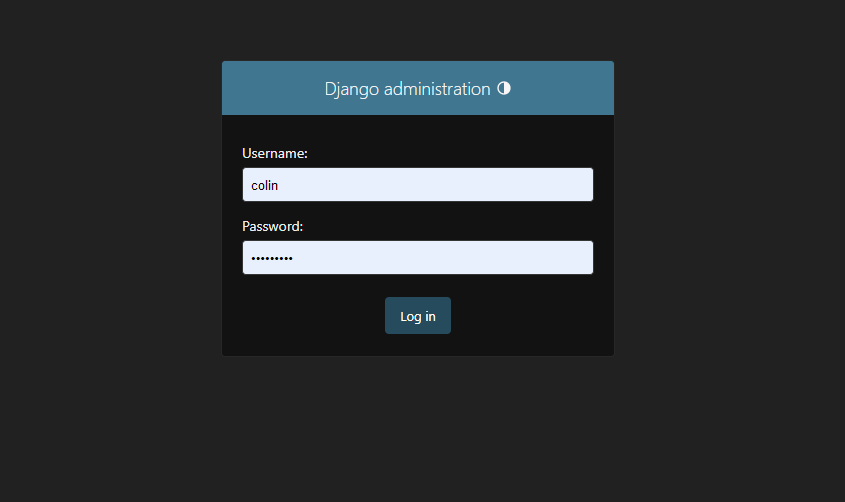 Django administration
Username:
colin
Password:
•••••••••
Log in